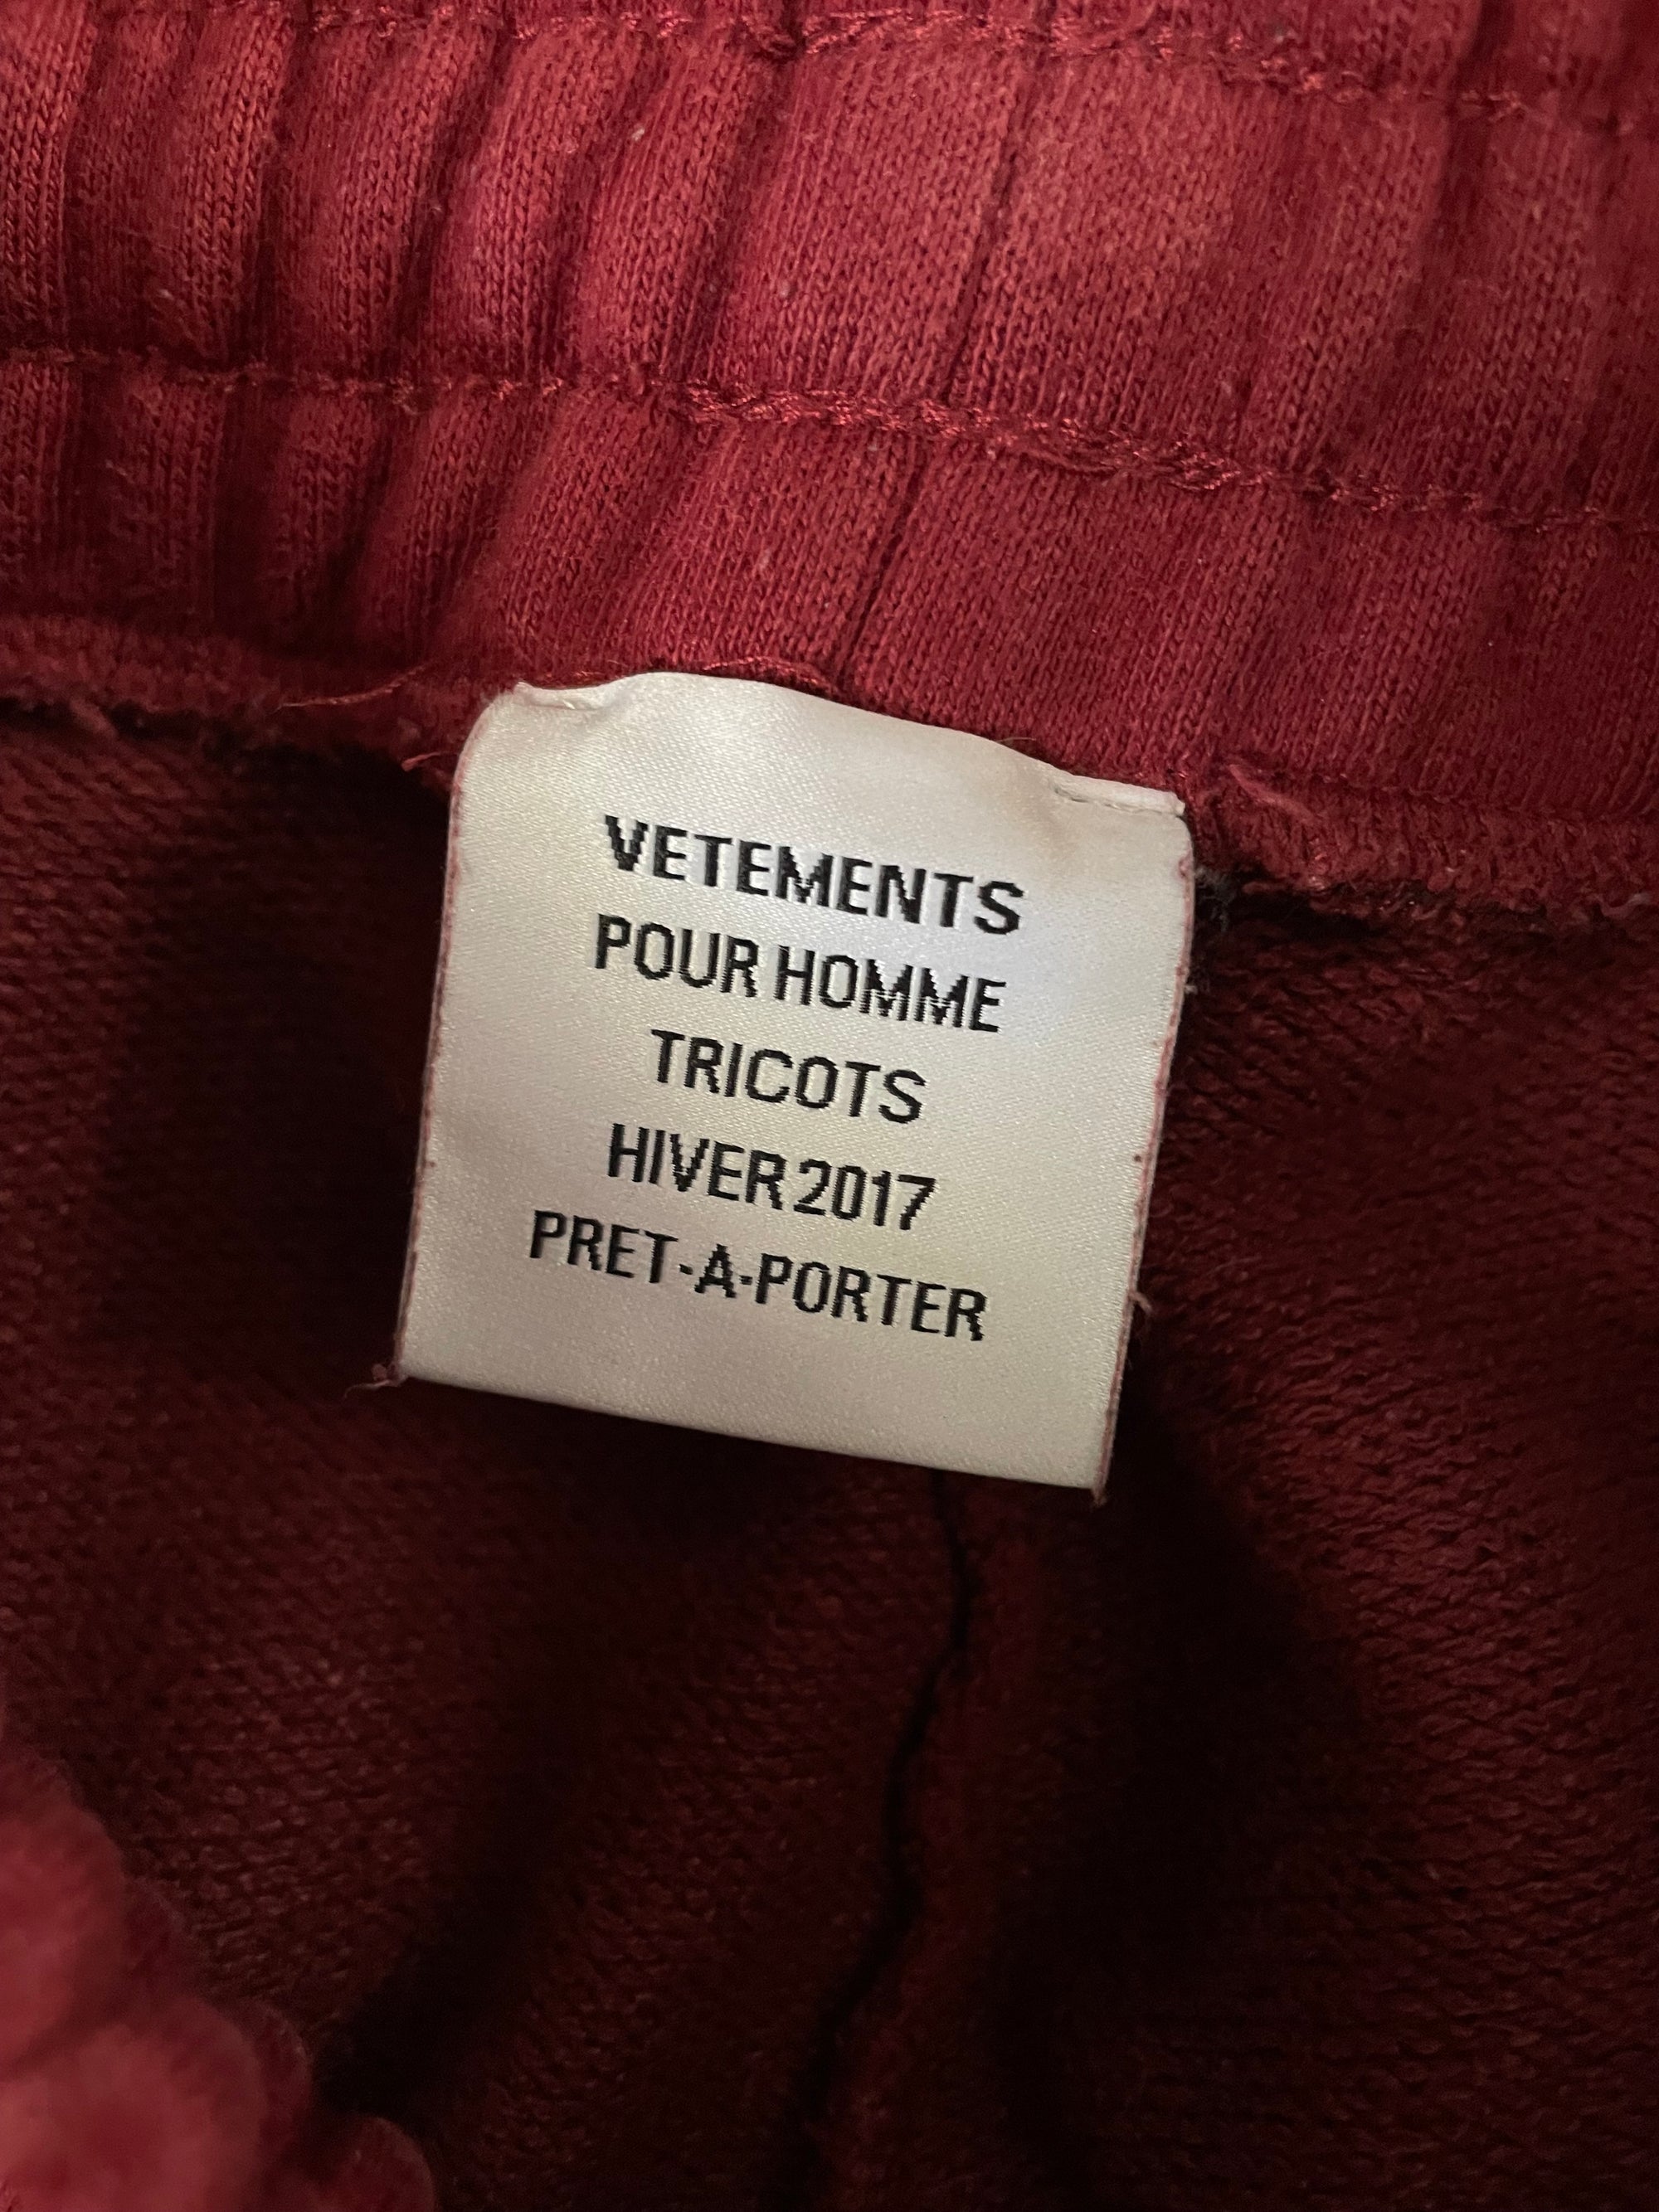 VETEMENTS
POUR HOMME
TRICOTS
HIVER 2017
PRET-A-PORTER